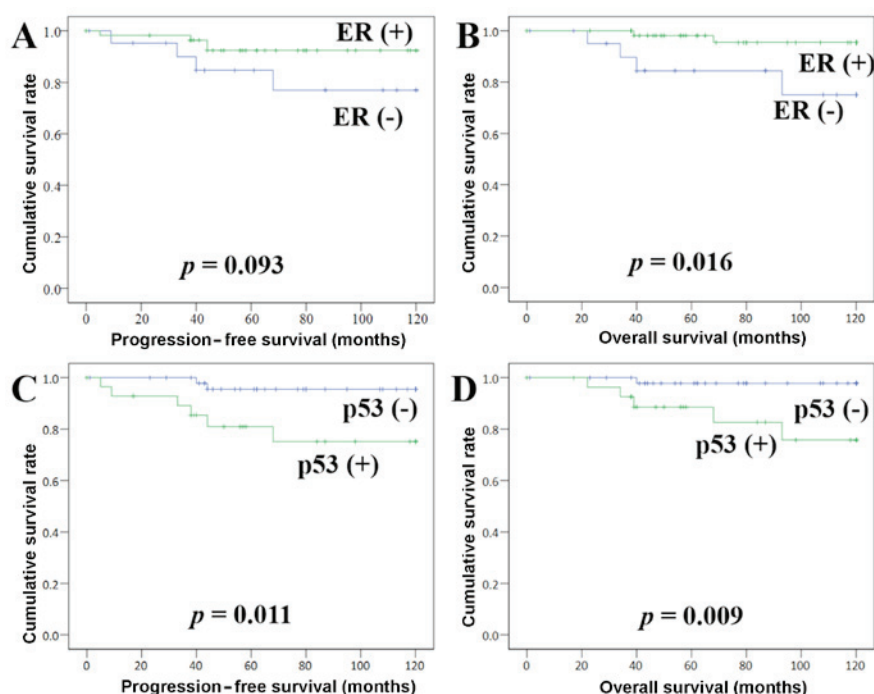 A
Cumulative survival rate
1.0
0.8
0.6
0.4
0.2
0.0
ER (+)
ER (-)
p = 0.093
0 20 40 60 80 100 120
Progression-free survival (months)
B
Cumulative survival rate
1.0
0.8
0.6
0.4
0.2
0.0
ER (+)
ER (-)
p = 0.016
0 20 40 60 80 100 120
Overall survival (months)
C
Cumulative survival rate
1.0
0.8
0.6
0.4
0.2
0.0
p53 (-)
p53 (+)
p = 0.011
0 20 40 60 80 100 120
Progression-free survival (months)
D
Cumulative survival rate
1.0
0.8
0.6
0.4
0.2
0.0
p53 (-)
p53 (+)
p = 0.009
0 20 40 60 80 100 120
Overall survival (months)